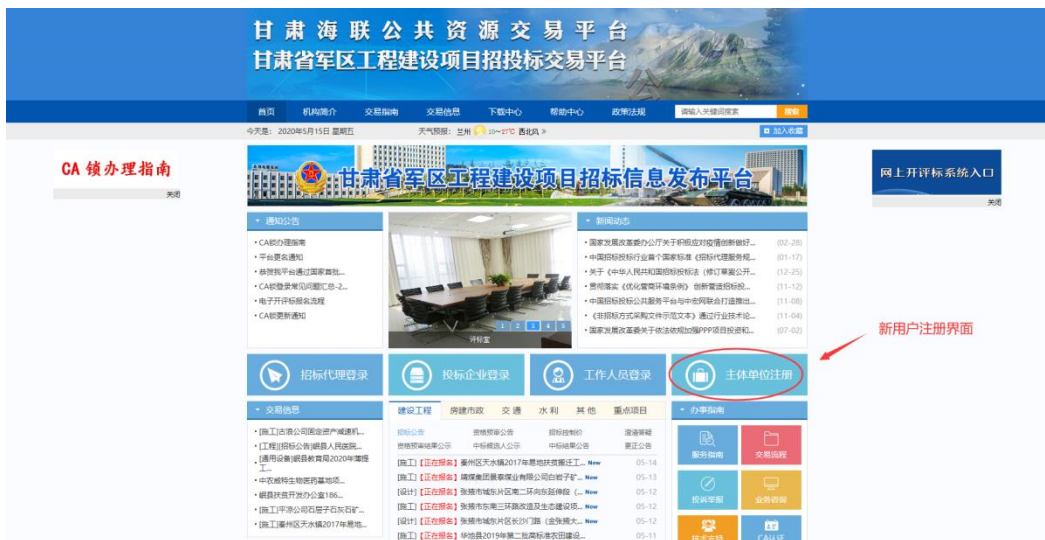 甘肃海联公共资源交易平台
甘肃省军区工程建设项目招投标交易平台
首页 机构简介 交易指南 交易信息 下载中心 帮助中心 政策法规 请输入关键词搜索 搜索
今天是: 2020年5月15日 星期五 天气预报: 兰州 10~27℃ 西北风 » 加入收藏
CA 锁办理指南
关闭
甘肃省军区工程建设项目招标信息发布平台
网上开评标系统入口
关闭
通知公告
• CA锁办理指南
• 平台更名通知
• 恭贺我平台通过国家首批...
• CA锁登录常见问题汇总-2...
• 电子开评标报名流程
• CA锁更新通知
1 2 3 4 5
评标室
新闻动态
• 国家发展改革委办公厅关于积极应对疫情创新做好... (02-28)
• 中国招标投标行业首个国家标准《招标代理服务规... (01-17)
• 关于《中华人民共和国招标投标法（修订草案公开... (12-25)
• 贯彻落实《优化营商环境条例》 创新管造招标投... (11-12)
• 中国招标投标公共服务平台与中宏网联合打造推出... (11-08)
• 《非招标方式采购文件示范文本》通过行业技术论... (11-04)
• 国家发展改革委关于依法依规加强PPP项目投资和... (07-02)
新用户注册界面
招标代理登录 投标企业登录 工作人员登录 主体单位注册
交易信息
• [施工]古浪公司固定资产减速机...
• [工程][招标公告]岷县人民医院...
• [通用设备]岷县教育局2020年薄提工...
• 中农威特生物医药基地项...
• 岷县扶贫开发办公室186...
• [施工]平凉公司石层子石灰石矿...
• [施工]秦州区天水镇2017年易地...
建设工程 房建市政 交通 水利 其他 重点项目
招标公告 资格预审公告 招标控制价 澄清答疑
资格预审结果公示 中标候选人公示 中标结果公告 更正公告
[施工]【正在报名】秦州区天水镇2017年易地扶贫搬迁工... New 05-14
[施工]【正在报名】靖煤集团景泰煤业有限公司白岩子矿... New 05-13
[设计]【正在报名】张掖市城东片区南二环向东延伸段（... New 05-12
[施工]【正在报名】张掖市东南三环路改造及生态建设项... New 05-12
[设计]【正在报名】张掖市城东片区长沙门路（金张掖大... New 05-12
[施工]【正在报名】华池县2019年第二批高标准农田建设... 05-11
办事指南
服务指南 交易流程
投诉举报 业务咨询
技术支持 CA认证